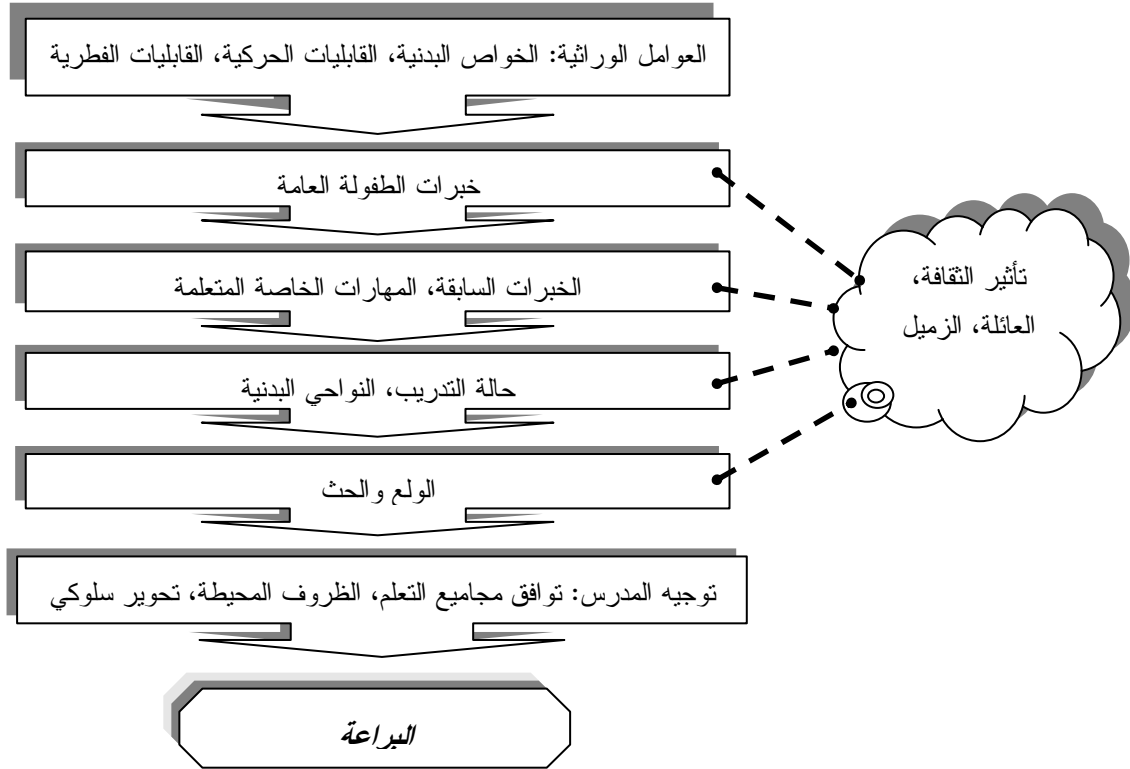 العوامل الوراثية: الخواص البدنية، القابليات الحركية، القابليات الفطرية
خبرات الطفولة العامة
الخبرات السابقة، المهارات الخاصة المتعلمة
حالة التدريب، النواحي البدنية
الولع والحث
توجيه المدرس: توافق مجاميع التعلم، الظروف المحيطة، تحوير سلوكي
البراعة
تأثير الثقافة،
العائلة، الزميل